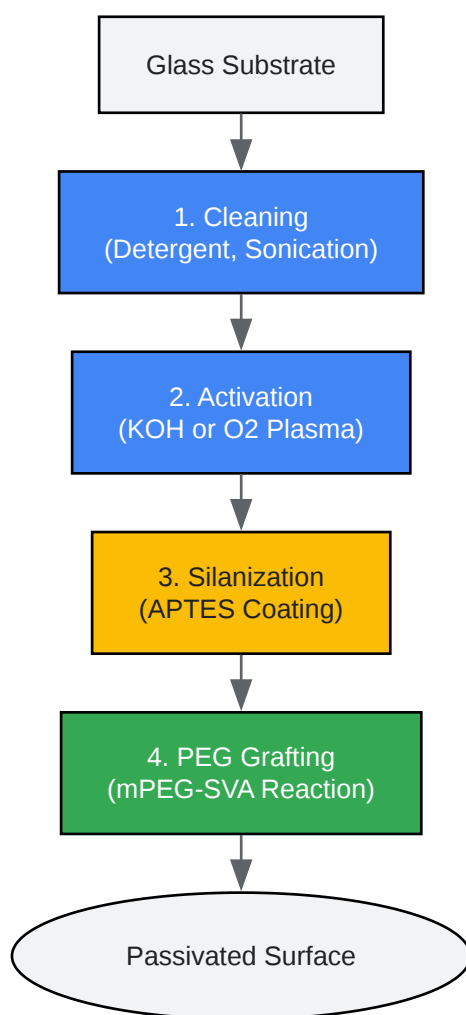 Glass Substrate
1. Cleaning
(Detergent, Sonication)
2. Activation
(KOH or O2 Plasma)
3. Silanization
(APTES Coating)
4. PEG Grafting
(mPEG-SVA Reaction)
Passivated Surface